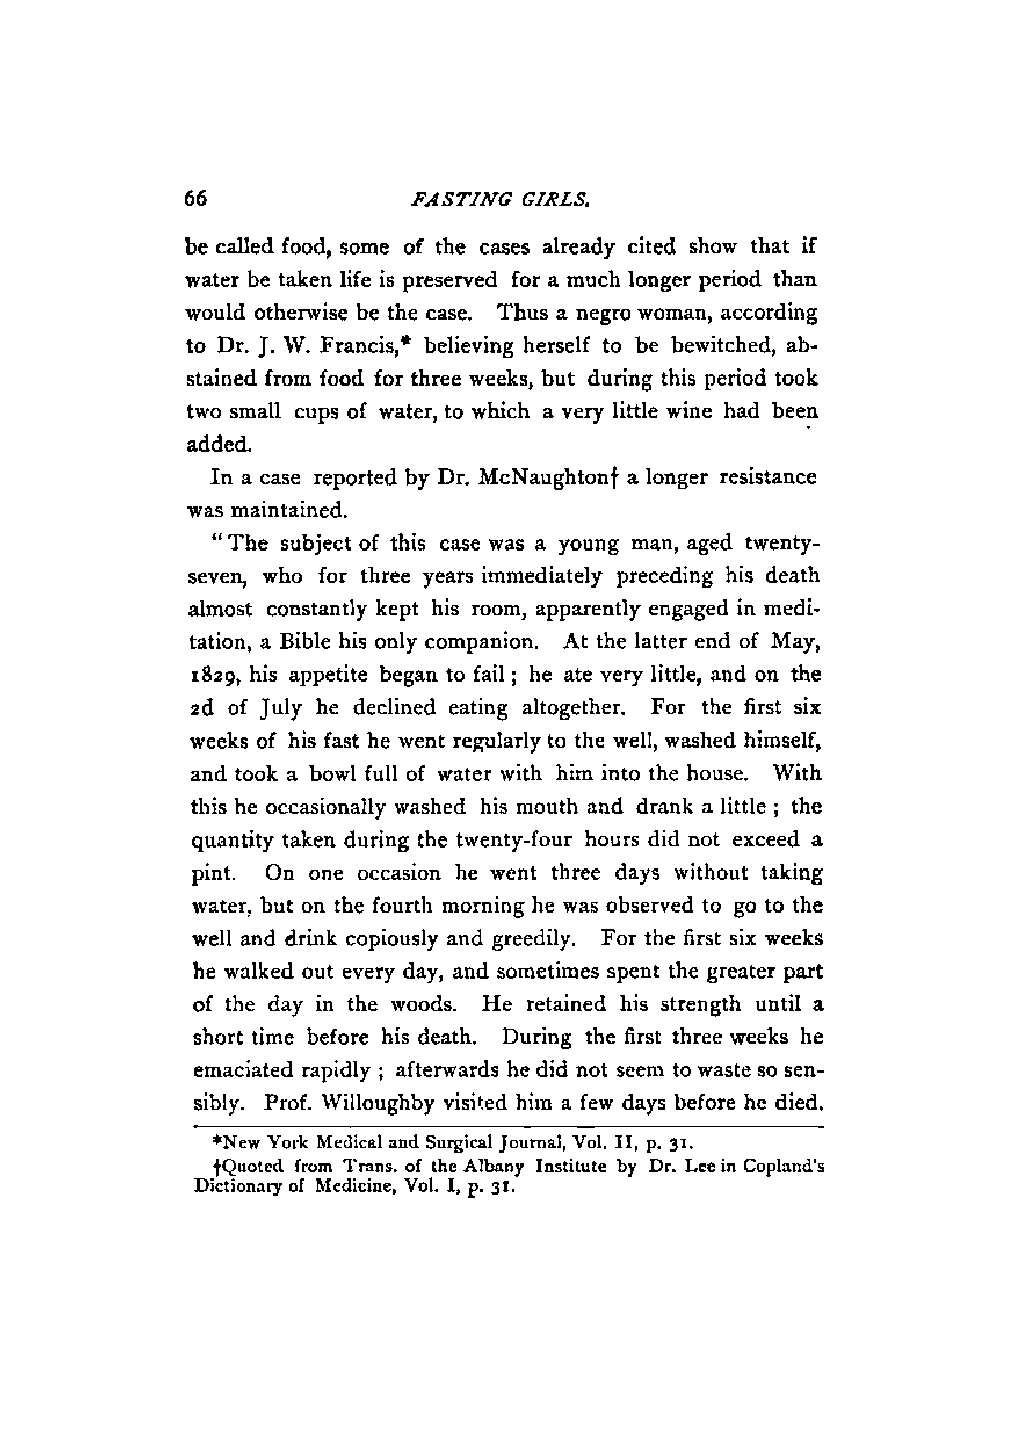 66 FASTING GIRLS.
be called food, some of the cases already cited show that if
water be taken life is preserved for a much longer period than
would otherwise be the case. Thus a negro woman, according
to Dr. J. W. Francis,* believing herself to be bewitched, ab-
stained from food for three weeks, but during this period took
two small cups of water, to which a very little wine had been
added.
In a case reported by Dr. McNaughton† a longer resistance
was maintained.
"The subject of this case was a young man, aged twenty-
seven, who for three years immediately preceding his death
almost constantly kept his room, apparently engaged in medi-
tation, a Bible his only companion. At the latter end of May,
1829, his appetite began to fail; he ate very little, and on the
2d of July he declined eating altogether. For the first six
weeks of his fast he went regularly to the well, washed himself,
and took a bowl full of water with him into the house. With
this he occasionally washed his mouth and drank a little; the
quantity taken during the twenty-four hours did not exceed a
pint. On one occasion he went three days without taking
water, but on the fourth morning he was observed to go to the
well and drink copiously and greedily. For the first six weeks
he walked out every day, and sometimes spent the greater part
of the day in the woods. He retained his strength until a
short time before his death. During the first three weeks he
emaciated rapidly; afterwards he did not seem to waste so sen-
sibly. Prof. Willoughby visited him a few days before he died.
*New York Medical and Surgical Journal, Vol. II, p. 31.
†Quoted from Trans. of the Albany Institute by Dr. Lee in Copland's
Dictionary of Medicine, Vol. I, p. 31.